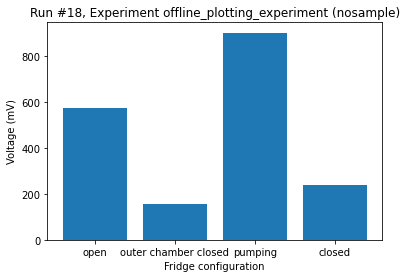 Run #18, Experiment offline_plotting_experiment (nosample)
800
600
400
200
0
Voltage (mV)
open
outer chamber closed
pumping
closed
Fridge configuration